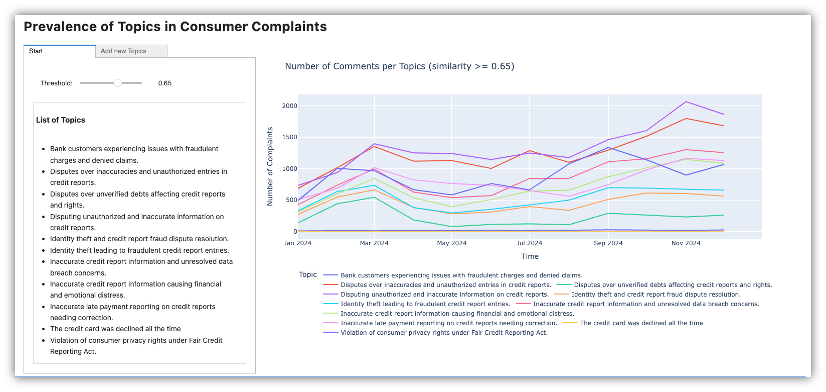 Prevalence of Topics in Consumer Complaints
Start
Add new Topics
Threshold:
0.65
List of Topics
Bank customers experiencing issues with fraudulent
charges and denied claims.
Disputes over inaccuracies and unauthorized entries in
credit reports.
Disputes over unverified debts affecting credit reports
and rights.
Disputing unauthorized and inaccurate information on
credit reports.
Identity theft and credit report fraud dispute resolution.
Identity theft leading to fraudulent credit report entries.
Inaccurate credit report information and unresolved data
breach concerns.
Inaccurate credit report information causing financial
and emotional distress.
Inaccurate late payment reporting on credit reports
needing correction.
The credit card was declined all the time
Violation of consumer privacy rights under Fair Credit
Reporting Act.
Number of Comments per Topics (similarity >= 0.65)
Number of Complaints
2000
1500
1000
500
0
Jan 2024
Mar 2024
May 2024
Jul 2024
Sep 2024
Nov 2024
Time
Topic
Bank customers experiencing issues with fraudulent charges and denied claims.
Disputes over inaccuracies and unauthorized entries in credit reports.
Disputes over unverified debts affecting credit reports and rights.
Disputing unauthorized and inaccurate information on credit reports.
Identity theft and credit report fraud dispute resolution.
Identity theft leading to fraudulent credit report entries.
Inaccurate credit report information and unresolved data breach concerns.
Inaccurate credit report information causing financial and emotional distress.
Inaccurate late payment reporting on credit reports needing correction.
The credit card was declined all the time
Violation of consumer privacy rights under Fair Credit Reporting Act.